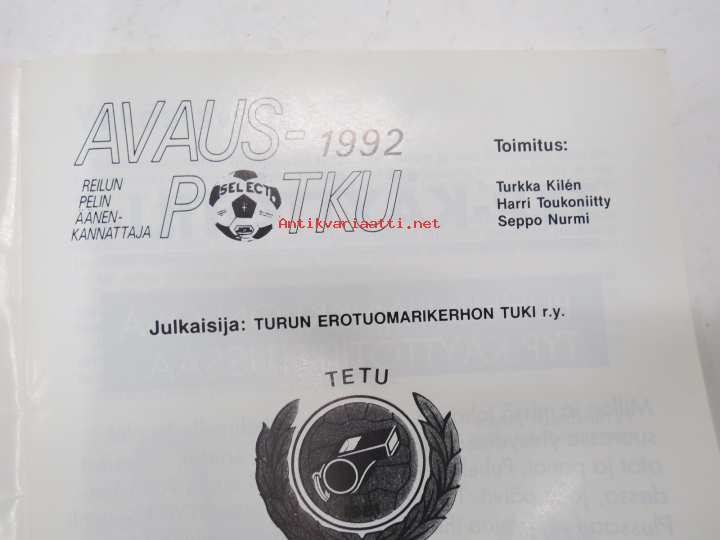 AVAUS- 1992
POTKU
REILUN
PELIN
ÄÄNEN-
KANNATTAJA
SELECT
Antikvariaatti.net
Toimitus:
Turkka Kilén
Harri Toukoniitty
Seppo Nurmi
Julkaisija: TURUN EROTUOMARIKERHON TUKI r.y.
TETU